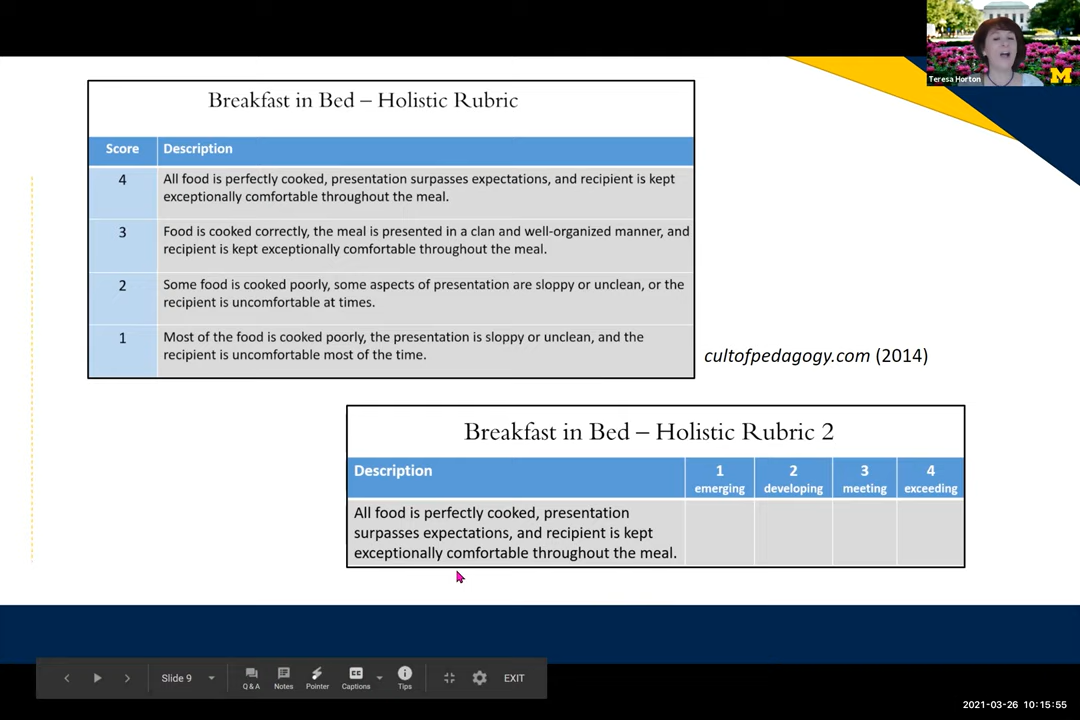 Teresa Horton
M
Breakfast in Bed – Holistic Rubric
Score Description
4 All food is perfectly cooked, presentation surpasses expectations, and recipient is kept
exceptionally comfortable throughout the meal.
3 Food is cooked correctly, the meal is presented in a clan and well-organized manner, and
recipient is kept exceptionally comfortable throughout the meal.
2 Some food is cooked poorly, some aspects of presentation are sloppy or unclean, or the
recipient is uncomfortable at times.
1 Most of the food is cooked poorly, the presentation is sloppy or unclean, and the
recipient is uncomfortable most of the time.
cultofpedagogy.com (2014)
Breakfast in Bed – Holistic Rubric 2
Description 1 2 3 4
emerging developing meeting exceeding
All food is perfectly cooked, presentation
surpasses expectations, and recipient is kept
exceptionally comfortable throughout the meal.
Slide 9 Q & A Notes Pointer CC Captions Tips EXIT
2021-03-26 10:15:55